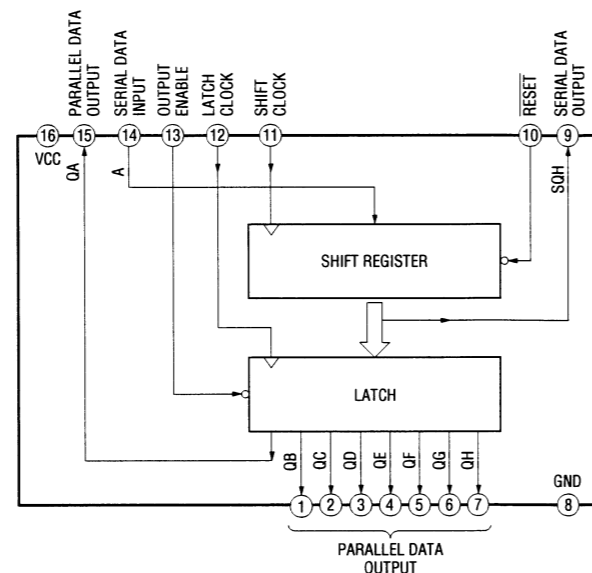 PARALLEL DATA
OUTPUT
SERIAL DATA
INPUT
OUTPUT
ENABLE
LATCH
CLOCK
SHIFT
CLOCK
RESET
SERIAL DATA
OUTPUT
16
15
14
13
12
11
10
9
VCC
QA
A
SQH
SHIFT REGISTER
LATCH
QB
QC
QD
QE
QF
QG
QH
GND
1
2
3
4
5
6
7
8
PARALLEL DATA
OUTPUT